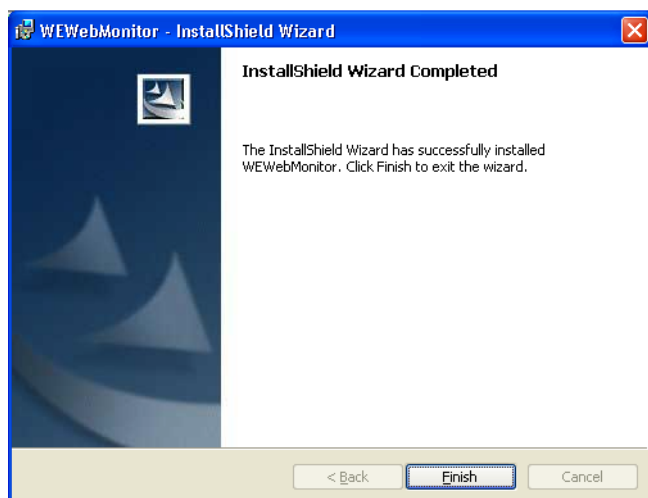 WEWebMonitor - InstallShield Wizard
InstallShield Wizard Completed
The InstallShield Wizard has successfully installed
WEWebMonitor. Click Finish to exit the wizard.
< Back Finish Cancel